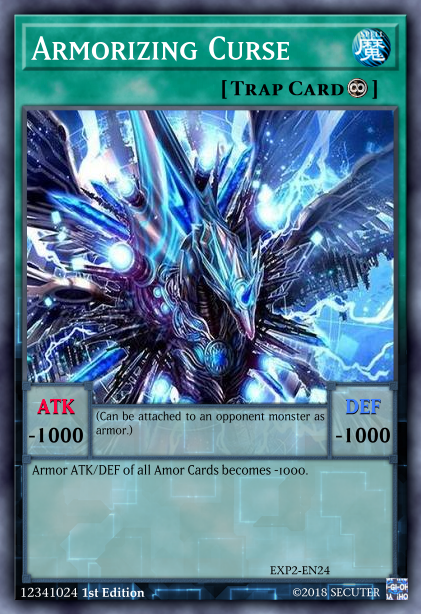 ARMORIZING CURSE
魔
[TRAP CARD]
ATK
-1000
(Can be attached to an opponent monster as
armor.)
DEF
-1000
Armor ATK/DEF of all Amor Cards becomes -1000.
EXP2-EN24
12341024 1st Edition
©2018 SECUTER